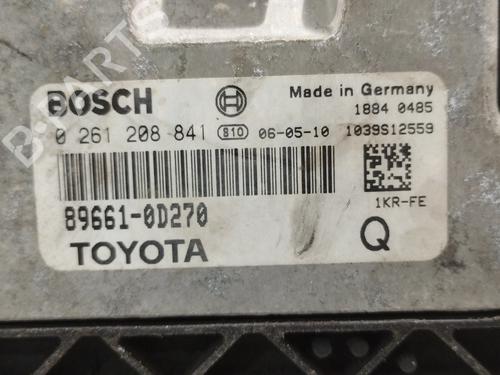 B-PARTS
BOSCH
Made in Germany
1884 0485
0 261 208 841 810 06-05-10 1039S12559
89661-0D270
1KR-FE
TOYOTA
Q